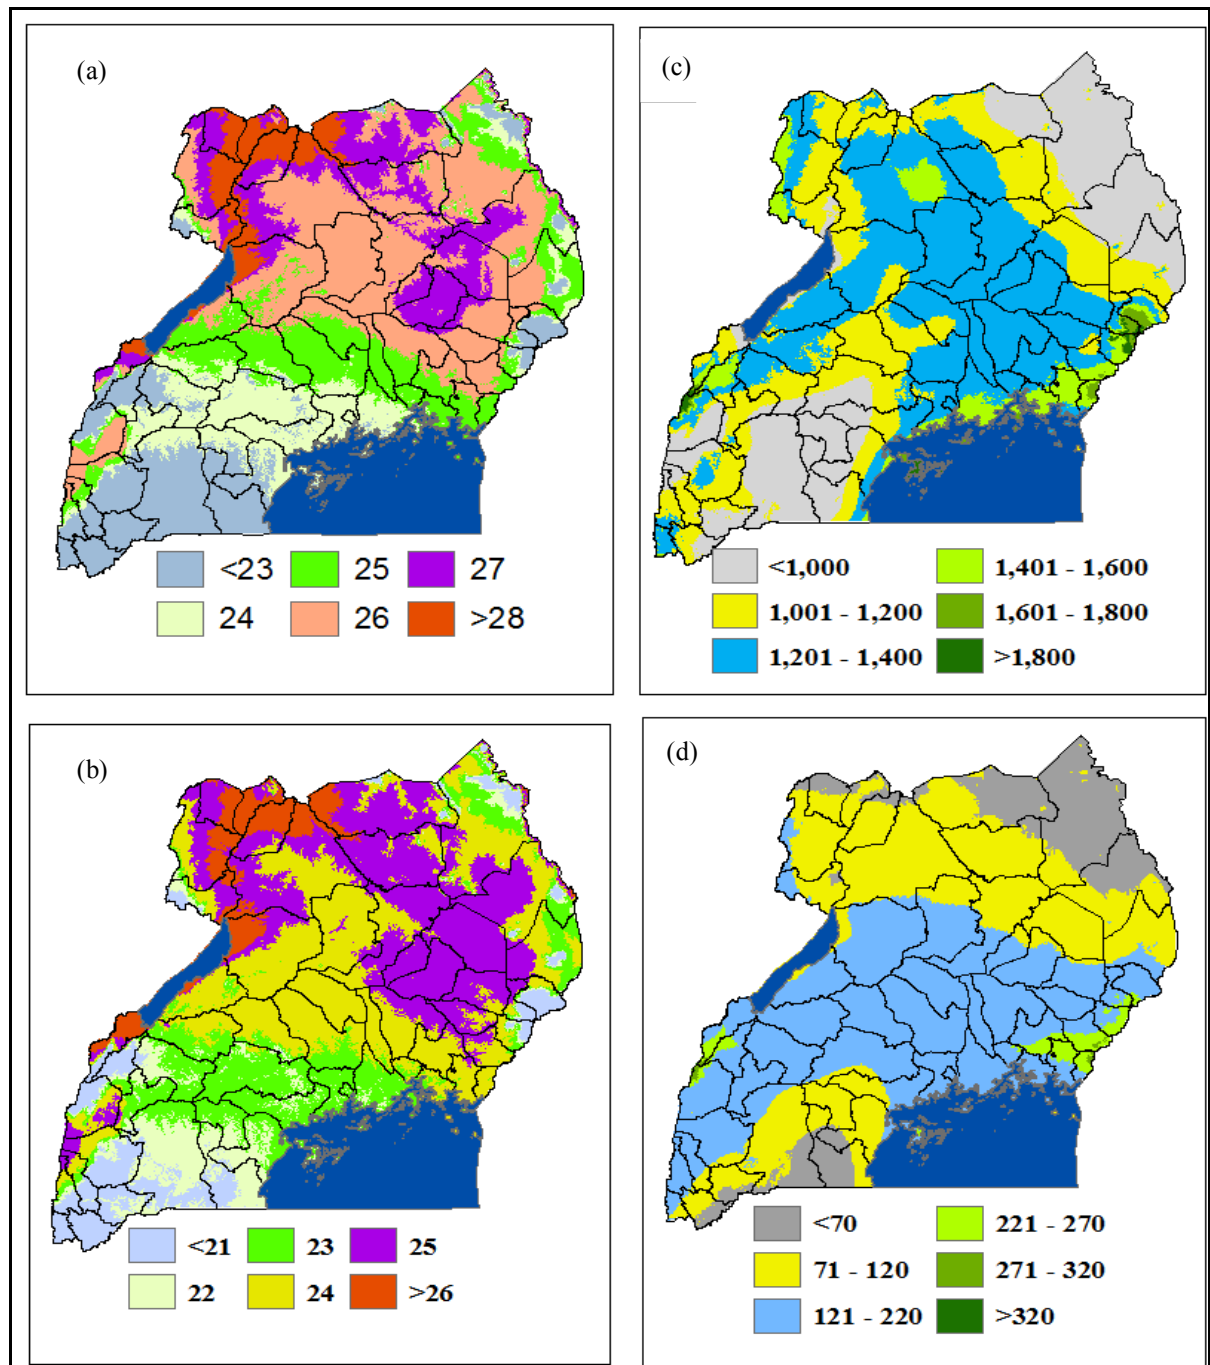 (a)
<23 25 27
24 26 >28
(c)
<1,000 1,401 - 1,600
1,001 - 1,200 1,601 - 1,800
1,201 - 1,400 >1,800
(b)
<21 23 25
22 24 >26
(d)
<70 221 - 270
71 - 120 271 - 320
121 - 220 >320